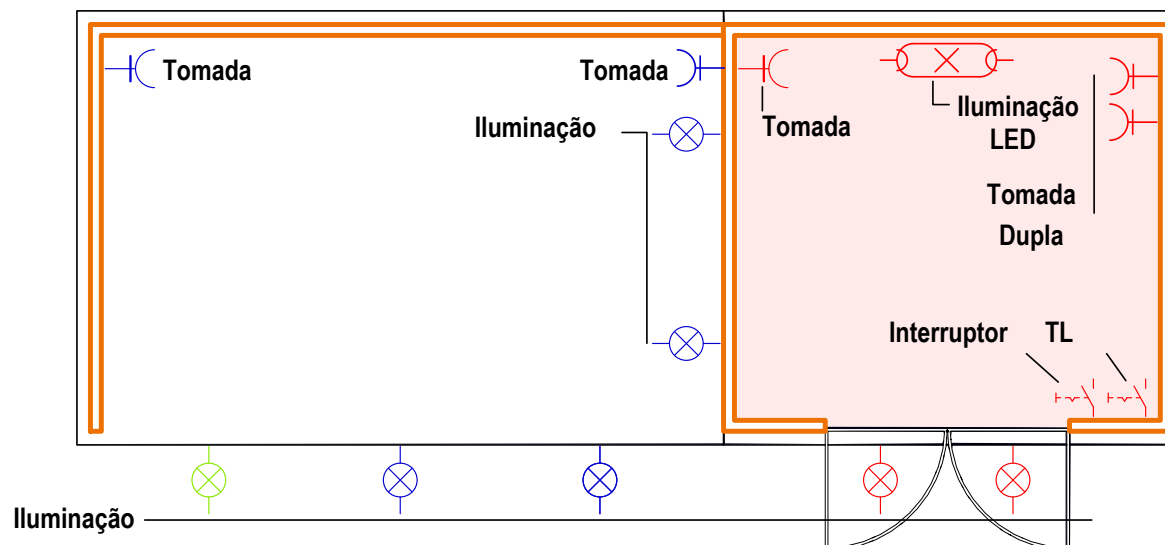 Tomada
Tomada
Tomada
Iluminação
LED
Iluminação
Tomada
Dupla
Interruptor
TL
Iluminação